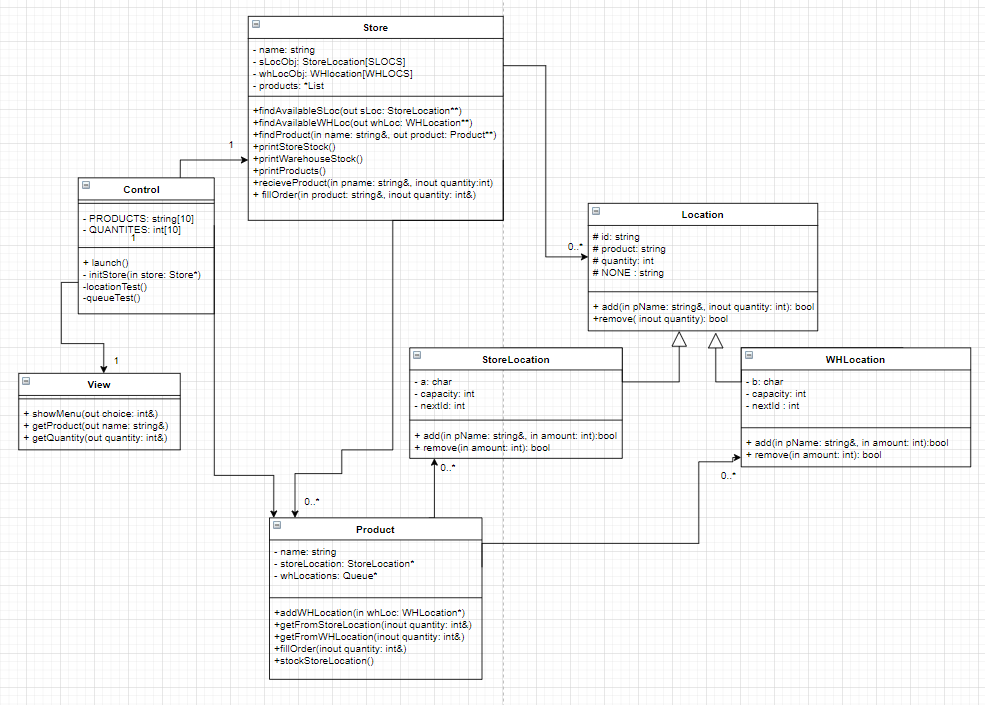 Store
- name: string
- sLocObj: StoreLocation[SLOCS]
- whLocObj: WHlocation[WHLOCS]
- products: *List
+findAvailableSLoc(out sLoc: StoreLocation**)
+findAvailableWHLoc(out whLoc: WHLocation**)
+findProduct(in name: string&, out product: Product**)
+printStoreStock()
+printWarehouseStock()
+printProducts()
+recieveProduct(in pname: string&, inout quantity:int)
+ fillOrder(in product: string&, inout quantity: int&)
1
Control
- PRODUCTS: string[10]
- QUANTITES: int[10]
1
+ launch()
- initStore(in store: Store*)
-locationTest()
-queueTest()
Location
# id: string
# product: string
# quantity: int
# NONE : string
+ add(in pName: string&, inout quantity: int): bool
+remove( inout quantity): bool
0..*
1
View
+ showMenu(out choice: int&)
+ getProduct(out name: string&)
+ getQuantity(out quantity: int&)
StoreLocation
- a: char
- capacity: int
- nextId: int
+ add(in pName: string&, in amount: int):bool
+ remove(in amount: int): bool
0..*
WHLocation
- b: char
- capacity: int
- nextId : int
+ add(in pName: string&, in amount: int):bool
+ remove(in amount: int): bool
0..*
0..*
Product
- name: string
- storeLocation: StoreLocation*
- whLocations: Queue*
+addWHLocation(in whLoc: WHLocation*)
+getFromStoreLocation(inout quantity: int&)
+getFromWHLocation(inout quantity: int&)
+fillOrder(inout quantity: int&)
+stockStoreLocation()